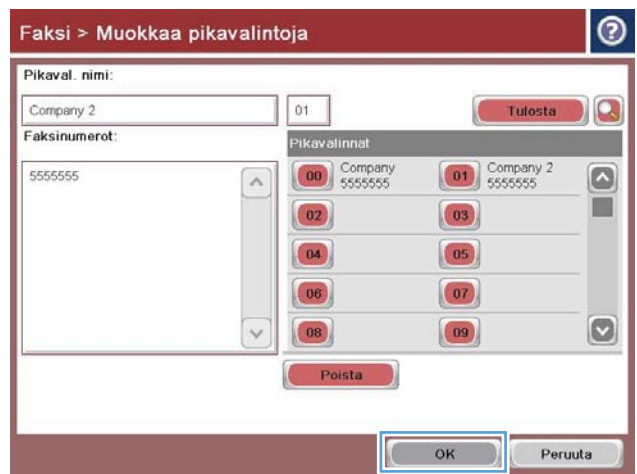 Faksi > Muokkaa pikavalintoja
?
Pikaval. nimi:
Company 2
01
Tulosta
Faksinumerot:
5555555
Pikavalinnat
00 Company 5555555
01 Company 2 5555555
02
03
04
05
06
07
08
09
Poista
OK
Peruuta